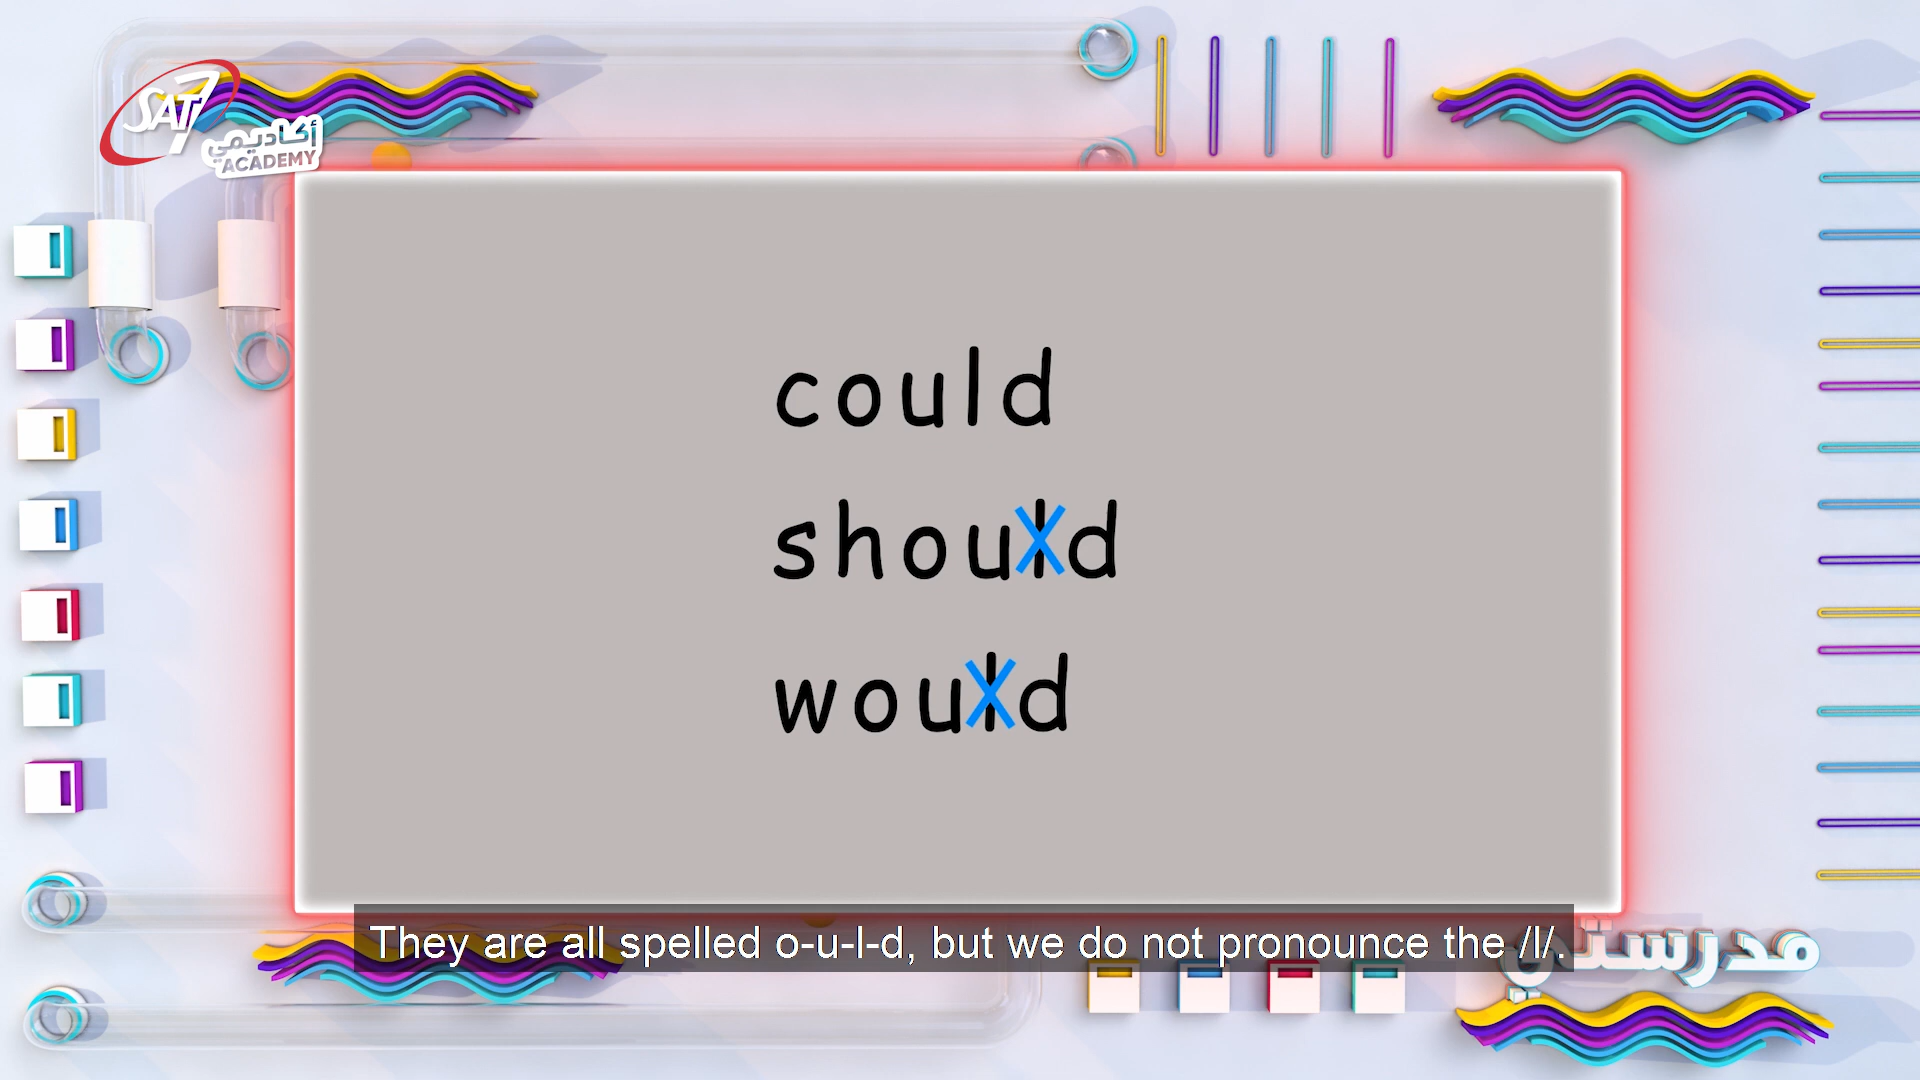 SAT7
أكاديمي
ACADEMY
could
should
would
They are all spelled o-u-l-d, but we do not pronounce the /l/.
مدرستي